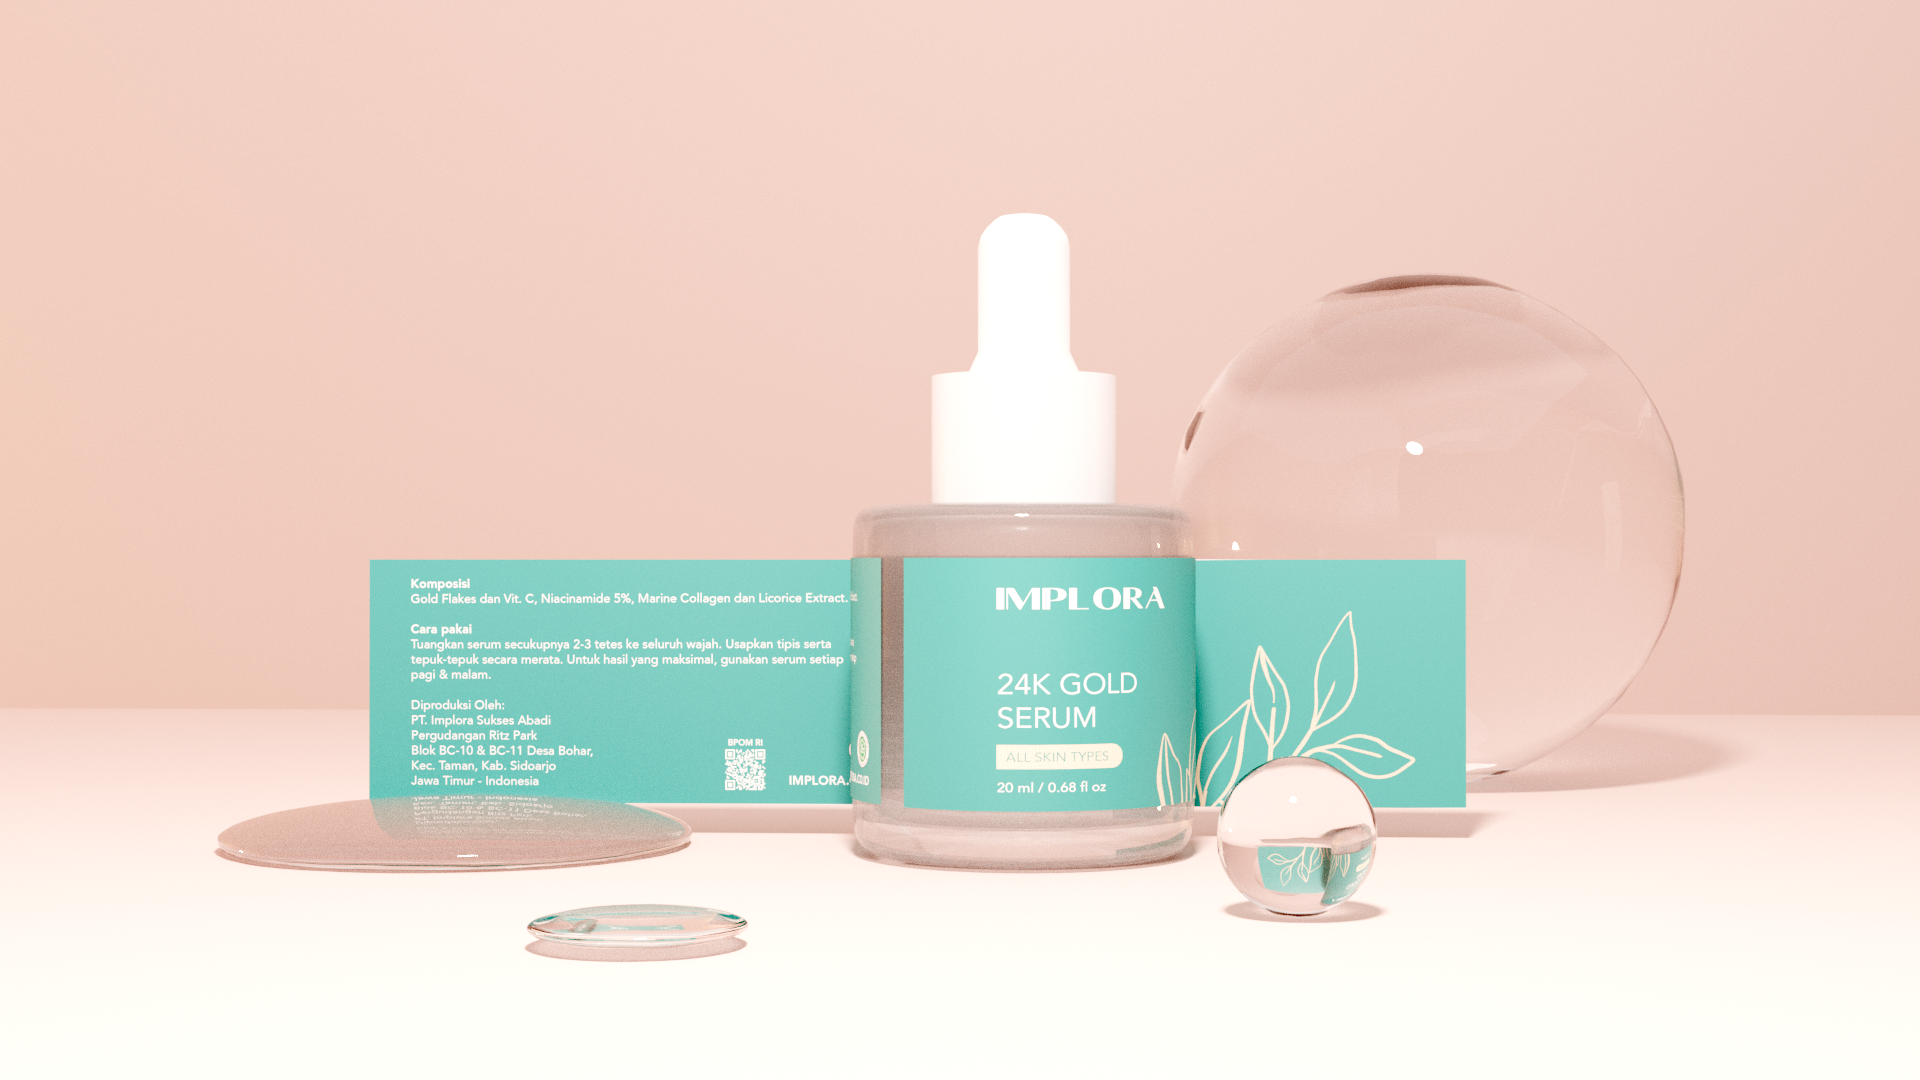 Komposisi
Gold Flakes dan Vit. C, Niacinamide 5%, Marine Collagen dan Licorice Extract.
Cara pakai
Tuangkan serum secukupnya 2-3 tetes ke seluruh wajah. Usapkan tipis serta
tepuk-tepuk secara merata. Untuk hasil yang maksimal, gunakan serum setiap
pagi & malam.
Diproduksi Oleh:
PT. Implora Sukses Abadi
Pergudangan Ritz Park
Blok BC-10 & BC-11 Desa Bohar,
Kec. Taman, Kab. Sidoarjo
Jawa Timur - Indonesia
BPOM RI
IMPLORA.
IMPLORA
24K GOLD
SERUM
ALL SKIN TYPES
20 ml / 0.68 fl oz